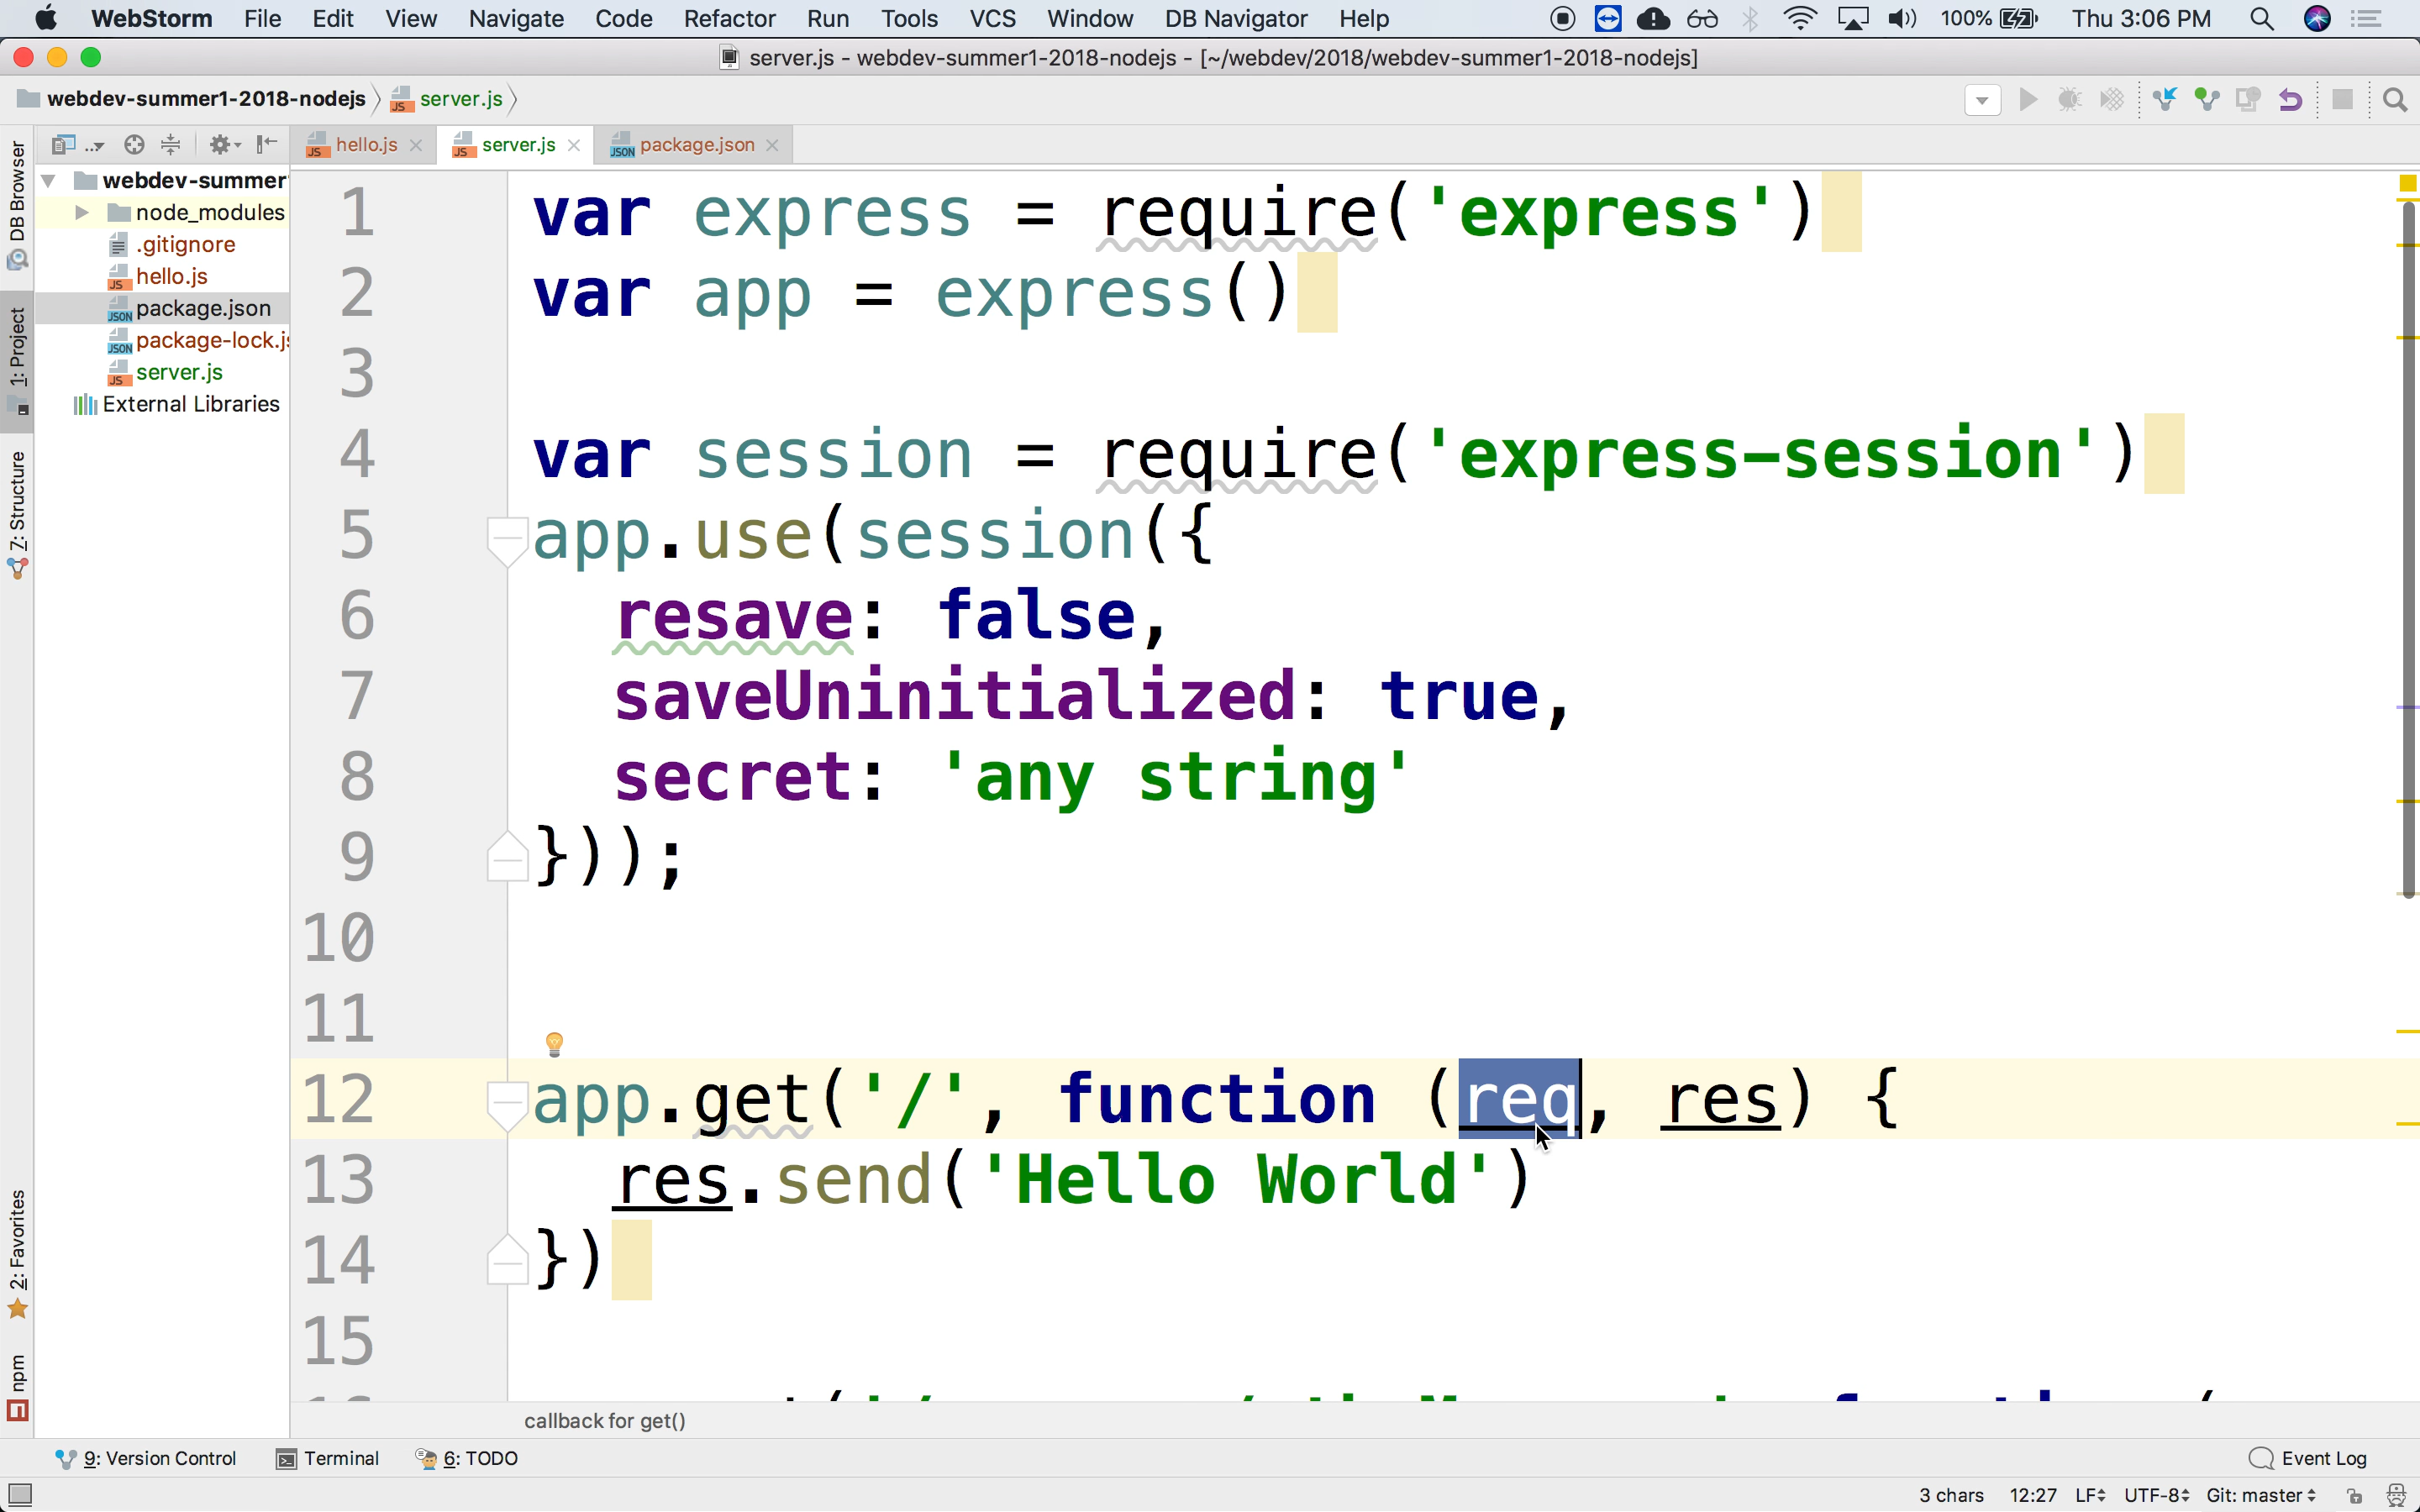 WebStorm File Edit View Navigate Code Refactor Run Tools VCS Window DB Navigator Help 100% Thu 3:06 PM
server.js - webdev-summer1-2018-nodejs - [~/webdev/2018/webdev-summer1-2018-nodejs]
webdev-summer1-2018-nodejs server.js
hello.js server.js package.json
DB Browser
1: Project
7: Structure
2: Favorites
npm
webdev-summer
node_modules
.gitignore
hello.js
package.json
package-lock.js
server.js
External Libraries
1 var express = require('express')
2 var app = express()
3
4 var session = require('express-session')
5 app.use(session({
6 resave: false,
7 saveUninitialized: true,
8 secret: 'any string'
9 }));
10
11
12 app.get('/', function (req, res) {
13 res.send('Hello World')
14 })
15
callback for get()
9: Version Control Terminal 6: TODO Event Log
3 chars 12:27 LF UTF-8 Git: master